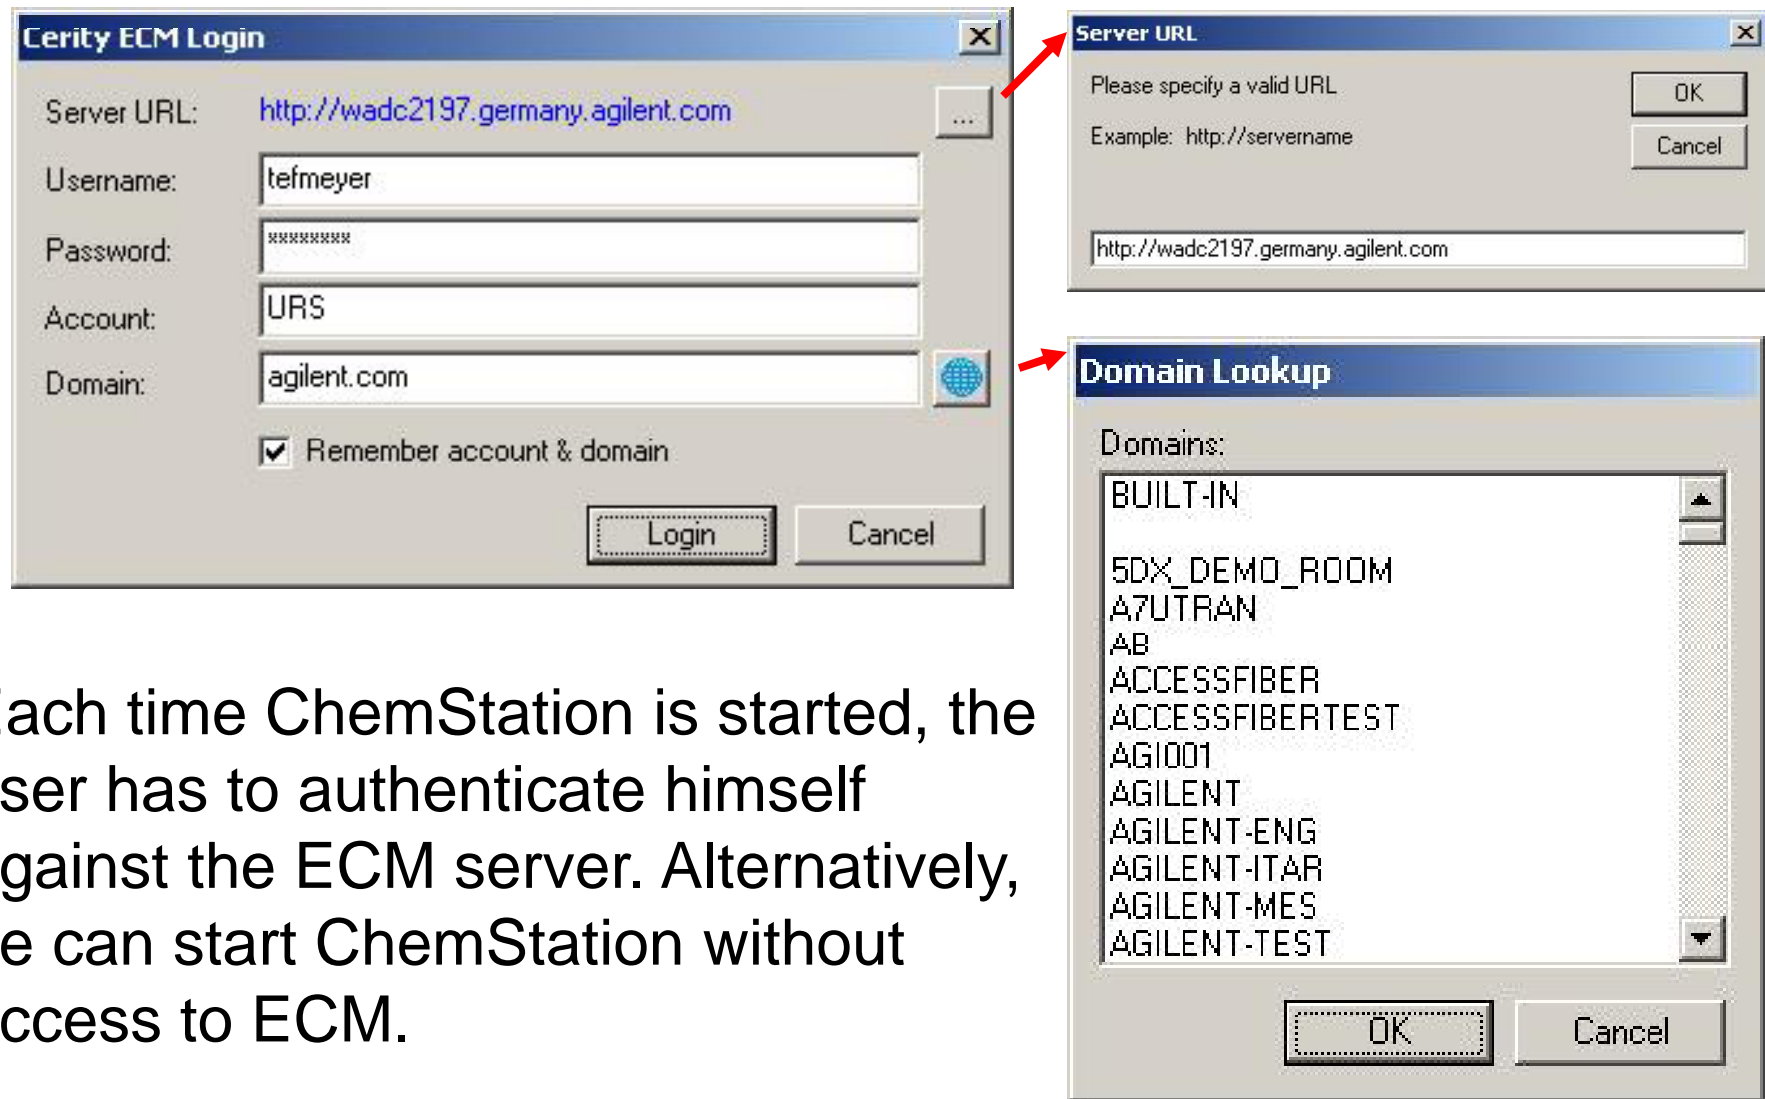 Cerity ECM Login
Server URL: http://wadc2197.germany.agilent.com ...
Username: tefmeyer
Password: ********
Account: URS
Domain: agilent.com
Remember account & domain
Login Cancel
Server URL
Please specify a valid URL
OK
Example: http://servername
Cancel
http://wadc2197.germany.agilent.com
Domain Lookup
Domains:
BUILT-IN
5DX_DEMO_ROOM
A7UTRAN
AB
ACCESSFIBER
ACCESSFIBERTEST
AGI001
AGILENT
AGILENT-ENG
AGILENT-ITAR
AGILENT-MES
AGILENT-TEST
OK Cancel
Each time ChemStation is started, the
ser has to authenticate himself
gainst the ECM server. Alternatively,
e can start ChemStation without
ccess to ECM.